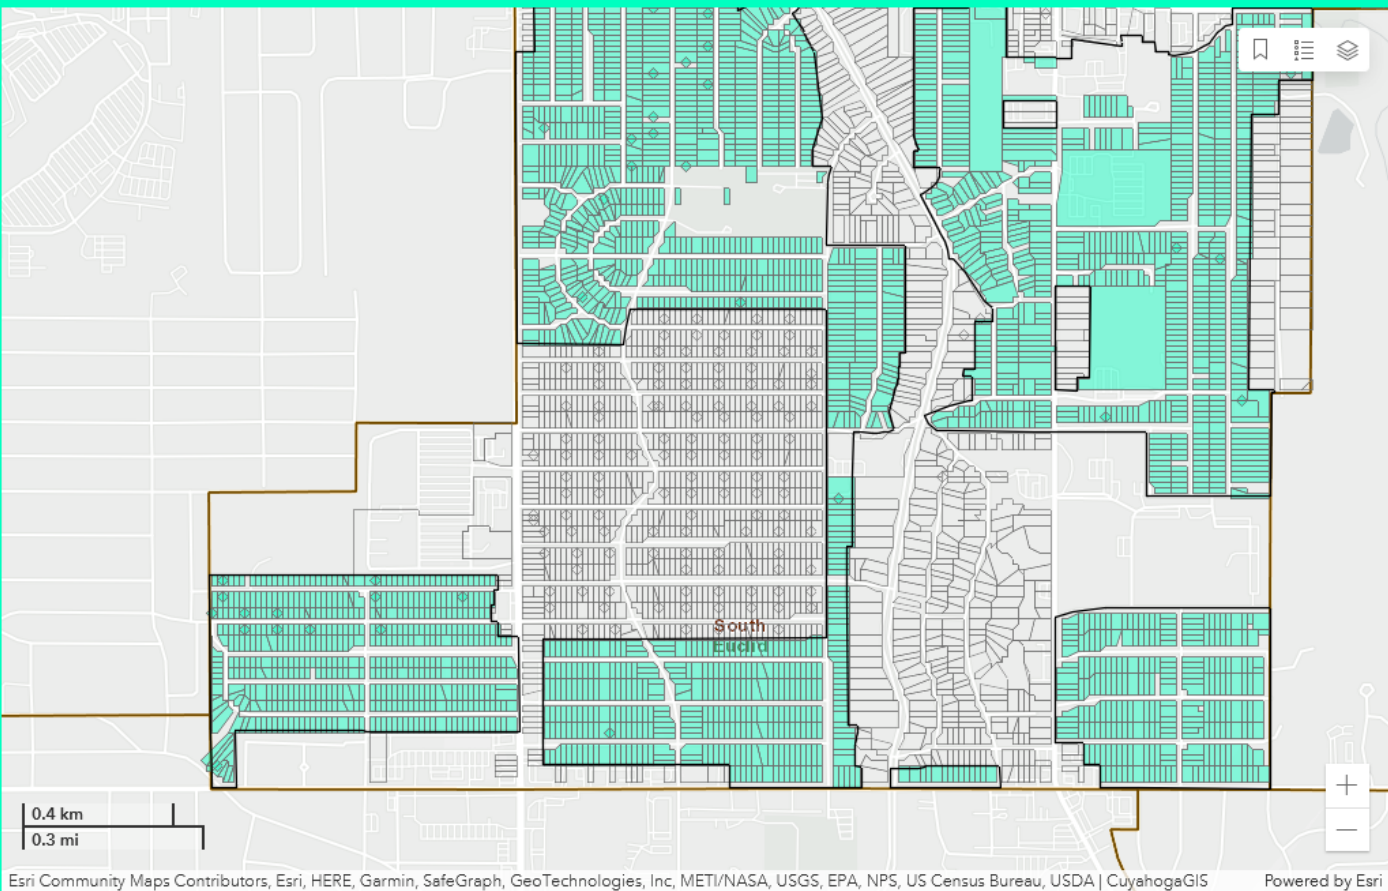 South
Euclid
0.4 km
0.3 mi
Esri Community Maps Contributors, Esri, HERE, Garmin, SafeGraph, GeoTechnologies, Inc, METI/NASA, USGS, EPA, NPS, US Census Bureau, USDA | CuyahogaGIS Powered by Esri